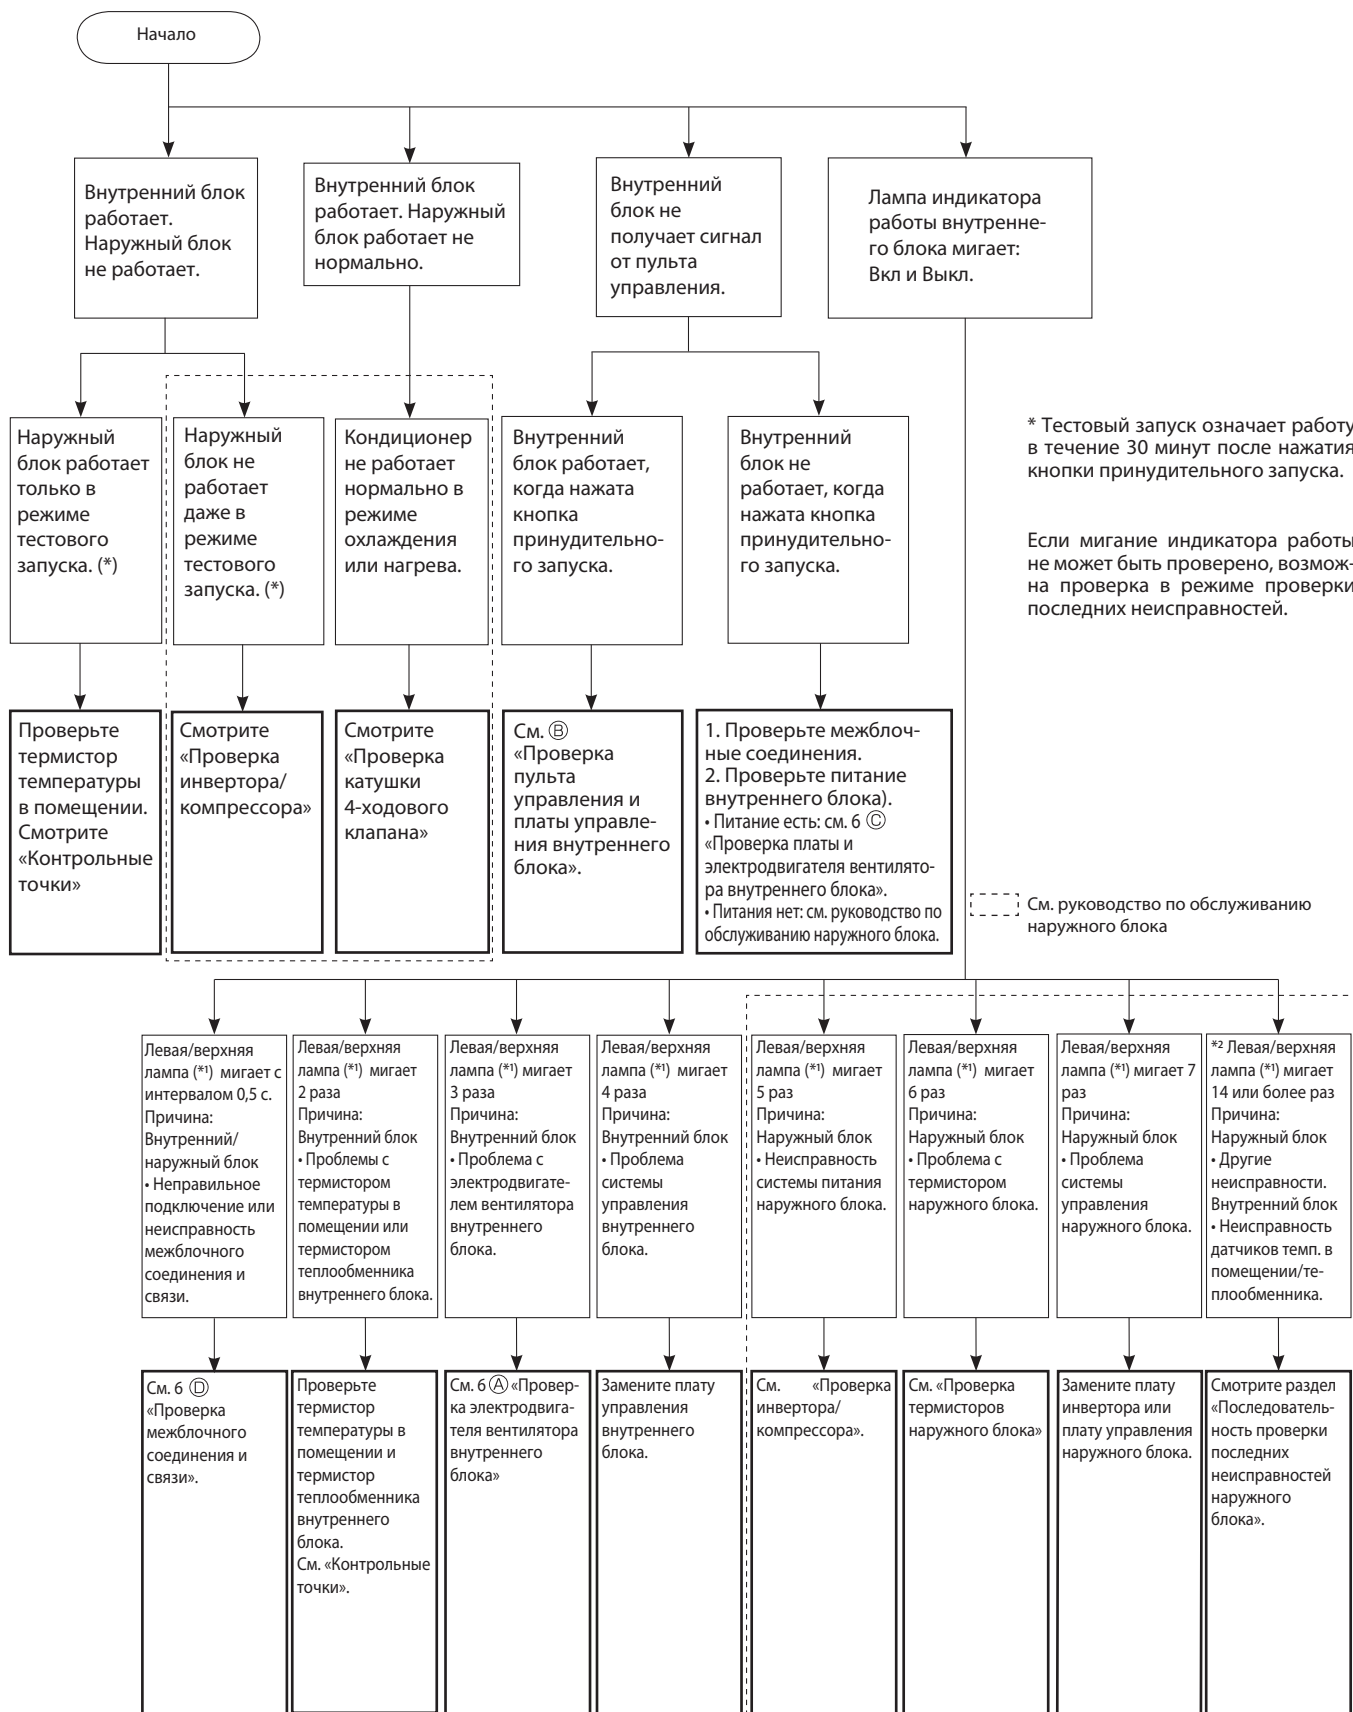 Начало
Внутренний блок
работает.
Наружный блок
не работает.
Внутренний блок
работает. Наружный
блок работает не
нормально.
Внутренний
блок не
получает сигнал
от пульта
управления.
Лампа индикатора
работы внутренне-
го блока мигает:
Вкл и Выкл.
Наружный
блок работает
только в
режиме
тестового
запуска. (*)
Наружный
блок не
работает
даже в
режиме
тестового
запуска. (*)
Кондиционер
не работает
нормально в
режиме
охлаждения
или нагрева.
Внутренний
блок работает,
когда нажата
кнопка
принудительно-
го запуска.
Внутренний
блок не
работает, когда
нажата кнопка
принудительно-
го запуска.
* Тестовый запуск означает работу
в течение 30 минут после нажатия
кнопки принудительного запуска.
Если мигание индикатора работы
не может быть проверено, возмож-
на проверка в режиме проверки
последних неисправностей.
Проверьте
термистор
температуры
в помещении.
Смотрите
«Контрольные
точки»
Смотрите
«Проверка
инвертора/
компрессора»
Смотрите
«Проверка
катушки
4-ходового
клапана»
См. Ⓑ
«Проверка
пульта
управления и
платы управле-
ния внутреннего
блока».
1. Проверьте межблоч-
ные соединения.
2. Проверьте питание
внутреннего блока).
• Питание есть: см. 6 Ⓒ
«Проверка платы и
электродвигателя вентилято-
ра внутреннего блока».
• Питания нет: см. руководство по
обслуживанию наружного блока.
См. руководство по обслуживанию
наружного блока
Левая/верхняя
лампа (*¹) мигает с
интервалом 0,5 с.
Причина:
Внутренний/
наружный блок
• Неправильное
подключение или
неисправность
межблочного
соединения и
связи.
Левая/верхняя
лампа (*¹) мигает
2 раза
Причина:
Внутренний блок
• Проблемы с
термистором
температуры в
помещении или
термистором
теплообменника
внутреннего блока.
Левая/верхняя
лампа (*¹) мигает
3 раза
Причина:
Внутренний блок
• Проблема с
электродвигате-
лем вентилятора
внутреннего
блока.
Левая/верхняя
лампа (*¹) мигает
4 раза
Причина:
Внутренний блок
• Проблема
системы
управления
внутреннего
блока.
Левая/верхняя
лампа (*¹) мигает
5 раз
Причина:
Наружный блок
• Неисправность
системы питания
наружного блока.
Левая/верхняя
лампа (*¹) мигает
6 раз
Причина:
Наружный блок
• Проблема с
термистором
наружного блока.
Левая/верхняя
лампа (*¹) мигает 7
раз
Причина:
Наружный блок
• Проблема
системы
управления
наружного блока.
*² Левая/верхняя
лампа (*¹) мигает
14 или более раз
Причина:
Наружный блок
• Другие
неисправности.
Внутренний блок
• Неисправность
датчиков темп. в
помещении/те-
плообменника.
См. 6 Ⓓ
«Проверка
межблочного
соединения и
связи».
Проверьте
термистор
температуры в
помещении и
термистор
теплообменника
внутреннего
блока.
См. «Контрольные
точки».
См. 6 Ⓐ «Провер-
ка электродвига-
теля вентилятора
внутреннего
блока»
Замените плату
управления
внутреннего
блока.
См. «Проверка
инвертора/
компрессора».
См. «Проверка
термисторов
наружного блока»
Замените плату
инвертора или
плату управления
наружного блока.
Смотрите раздел
«Последователь-
ность проверки
последних
неисправностей
наружного
блока».